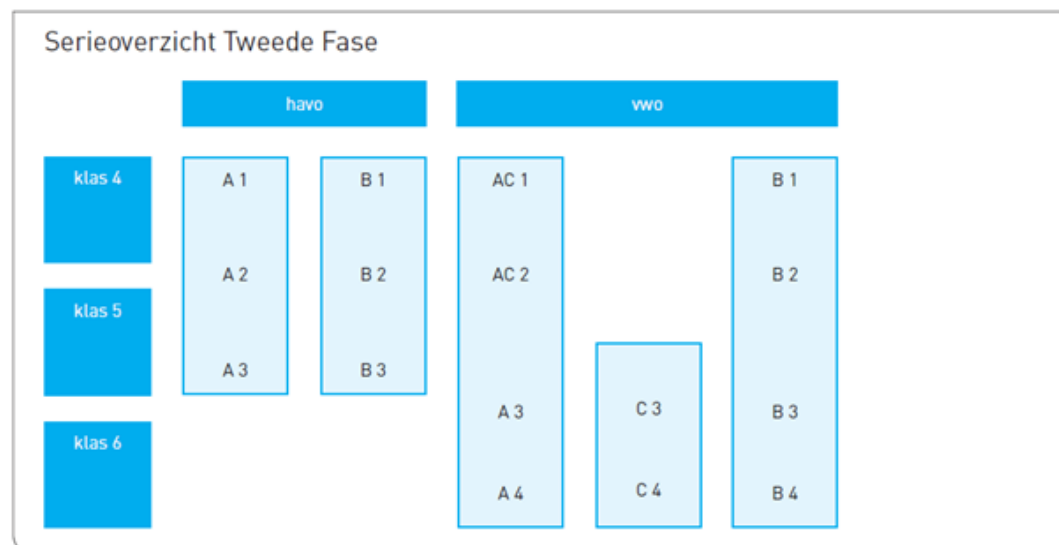 Serieoverzicht Tweede Fase
havo vwo
klas 4 A 1 B 1 AC 1 B 1
A 2 B 2 AC 2 B 2
klas 5
A 3 B 3
A 3 C 3 B 3
klas 6
A 4 C 4 B 4